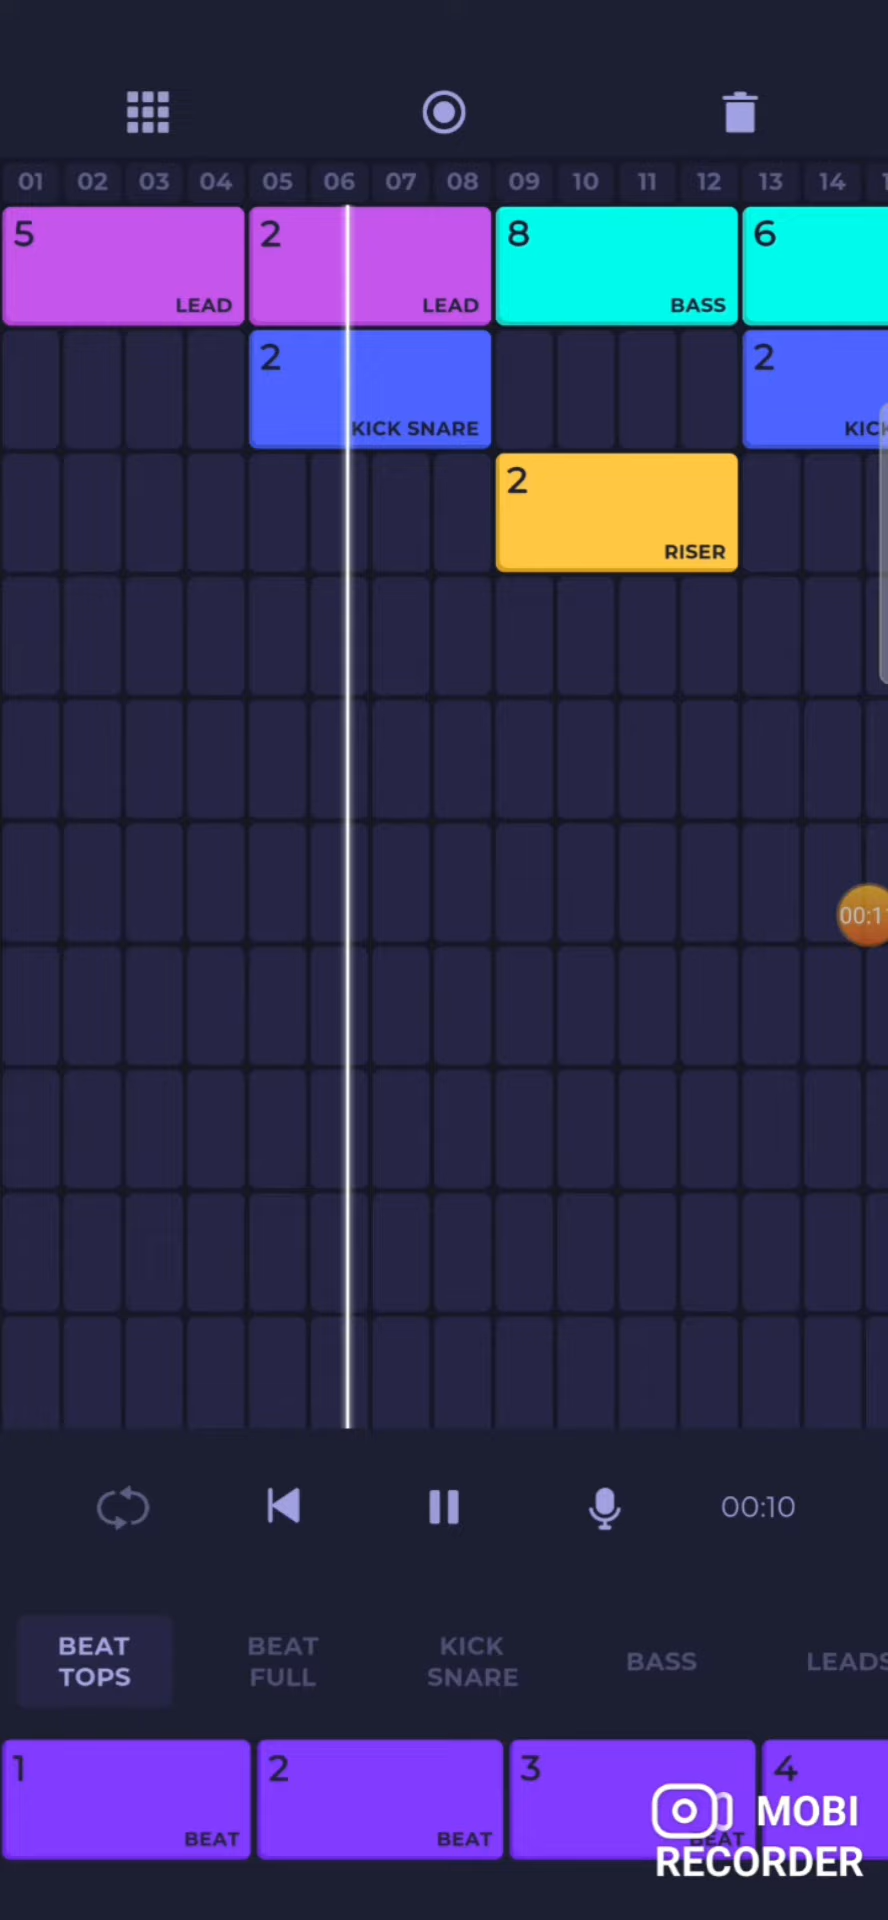 01 02 03 04 05 06 07 08 09 10 11 12 13 14
5 2 8 6
LEAD LEAD BASS
2 2
KICK SNARE
2
RISER
00:10
BEAT TOPS
BEAT FULL
KICK SNARE
BASS
LEADS
1 2 3 4
BEAT BEAT BEAT
MOBI
RECORDER